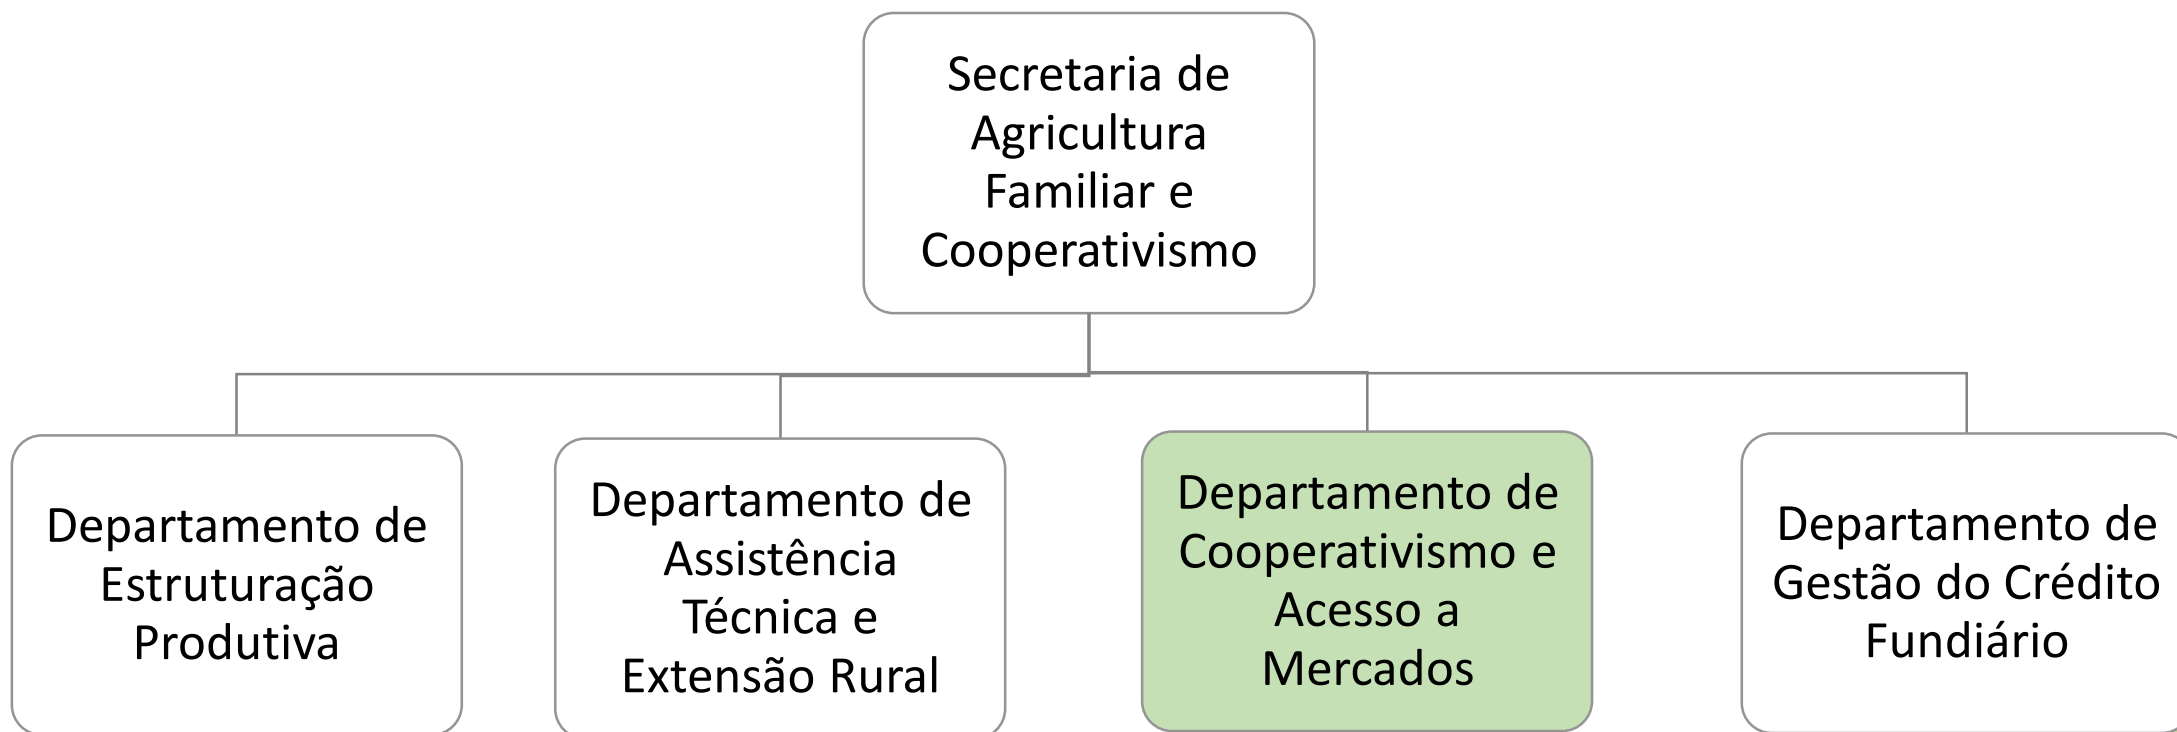 Secretaria de
Agricultura
Familiar e
Cooperativismo
Departamento de
Estruturação
Produtiva
Departamento de
Assistência
Técnica e
Extensão Rural
Departamento de
Cooperativismo e
Acesso a
Mercados
Departamento de
Gestão do Crédito
Fundiário